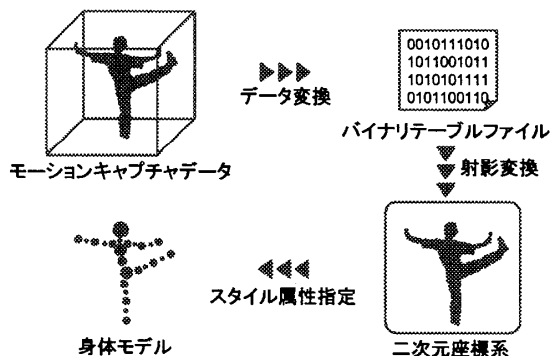 0010111010
1011001011
1010101111
0101100110
データ変換
バイナリテーブルファイル
モーションキャプチャデータ
射影変換
スタイル属性指定
身体モデル
二次元座標系